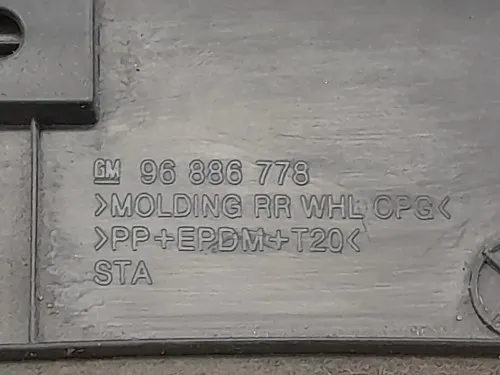 GM 96 886 778
>MOLDING RR WHL OPG<
>PP+EPDM+T20<
STA